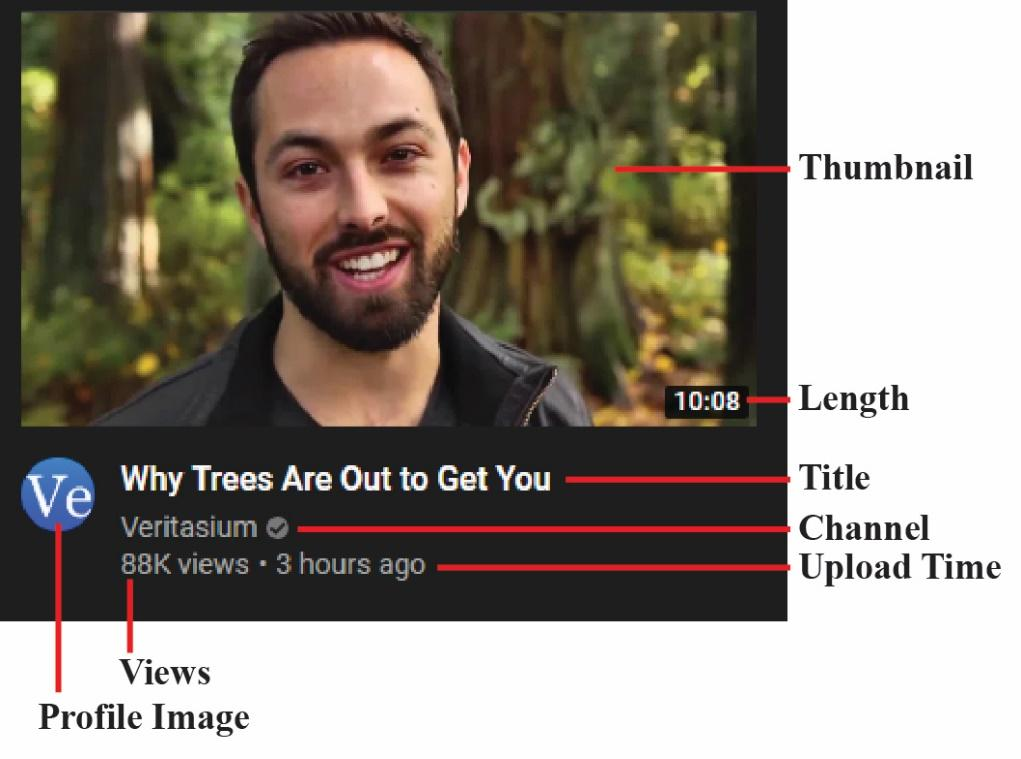 Thumbnail
10:08
Length
Ve
Why Trees Are Out to Get You
Title
Veritasium
Channel
88K views • 3 hours ago
Upload Time
Views
Profile Image